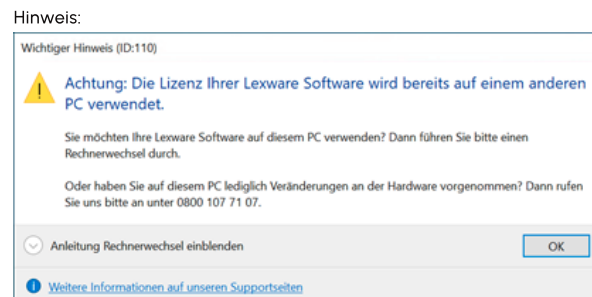 Hinweis:
Wichtiger Hinweis (ID:110)
Achtung: Die Lizenz Ihrer Lexware Software wird bereits auf einem anderen
PC verwendet.
Sie möchten Ihre Lexware Software auf diesem PC verwenden? Dann führen Sie bitte einen
Rechnerwechsel durch.
Oder haben Sie auf diesem PC lediglich Veränderungen an der Hardware vorgenommen? Dann rufen
Sie uns bitte an unter 0800 107 71 07.
Anleitung Rechnerwechsel einblenden
OK
Weitere Informationen auf unseren Supportseiten